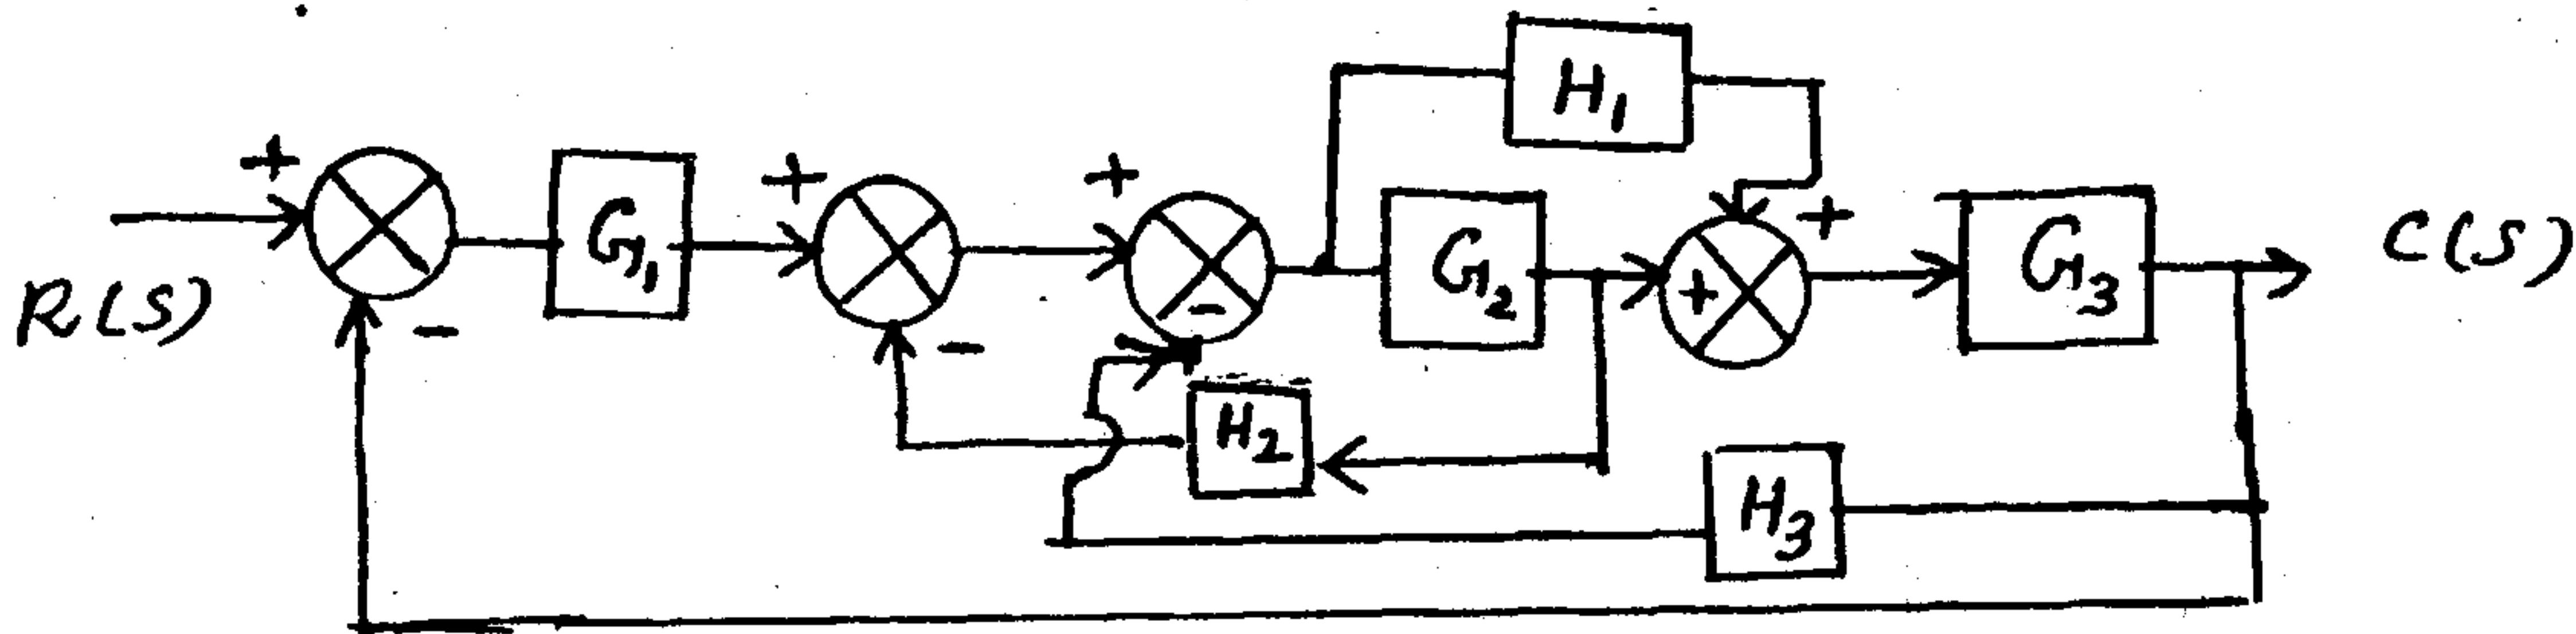 H1
+ + +
G1 G2 + + G3 C(S)
R(S) - - -
H2
H3